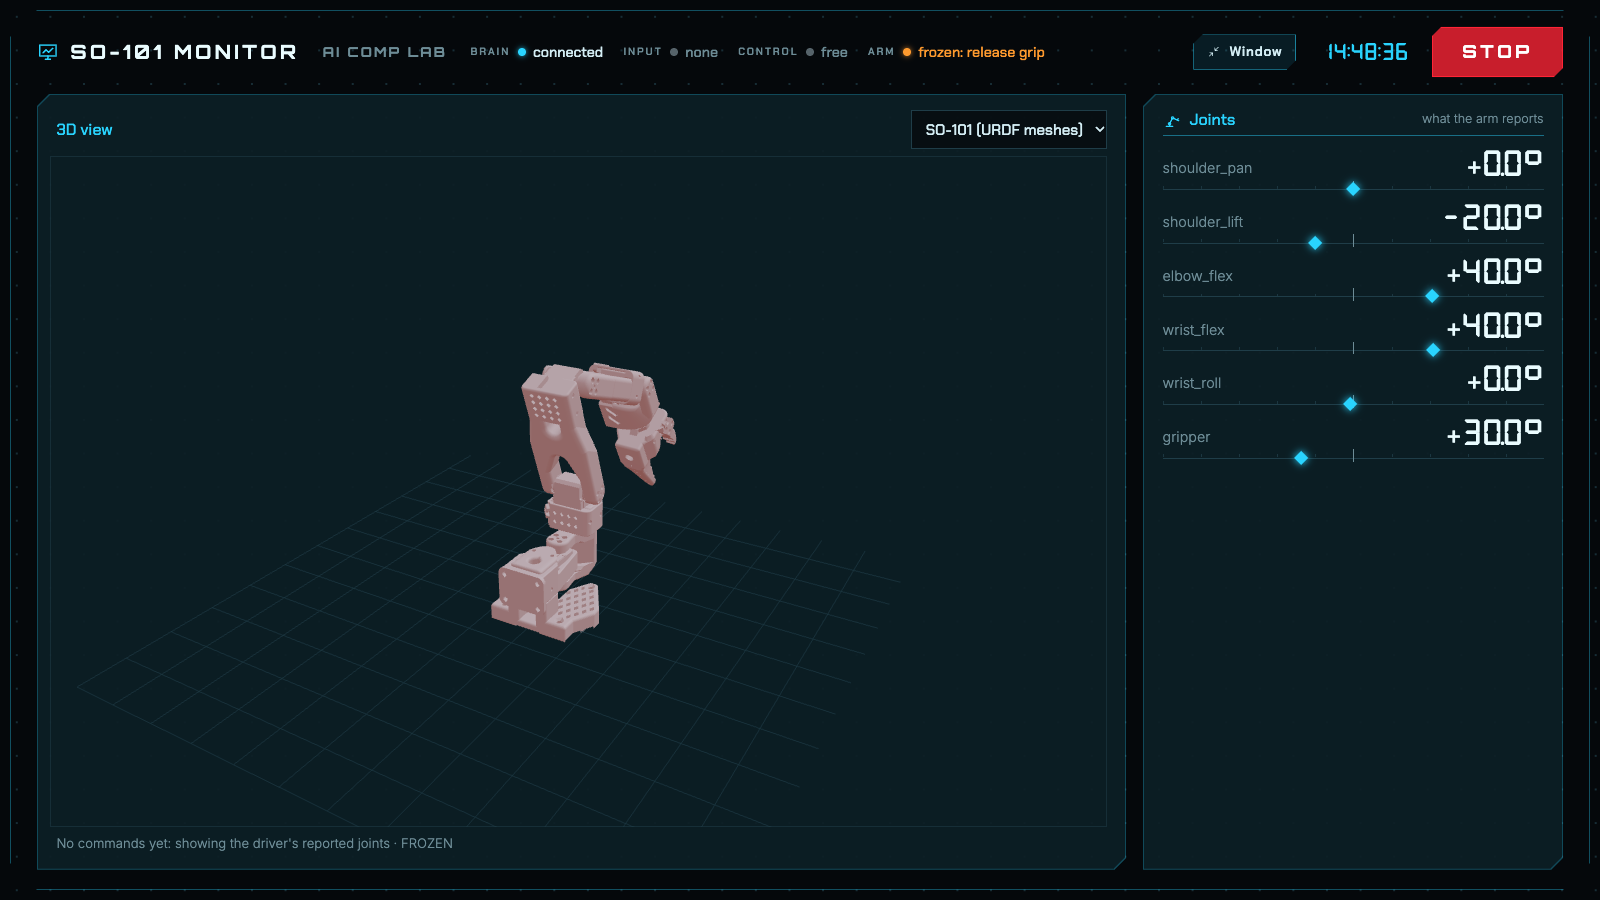 SO-101 MONITOR AI COMP LAB BRAIN connected INPUT none CONTROL free ARM frozen: release grip Window 14:48:36 STOP
3D view SO-101 (URDF meshes)
No commands yet: showing the driver's reported joints · FROZEN
Joints what the arm reports
shoulder_pan +0.0°
shoulder_lift -20.0°
elbow_flex +40.0°
wrist_flex +40.0°
wrist_roll +0.0°
gripper +30.0°